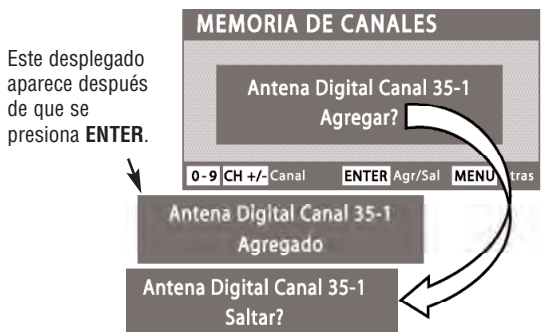 MEMORIA DE CANALES
Este desplegado
aparece después
de que se
presiona ENTER.
Antena Digital Canal 35-1
Agregar?
0-9 CH +/- Canal ENTER Agr/Sal MENU tras
Antena Digital Canal 35-1
Agregado
Antena Digital Canal 35-1
Saltar?